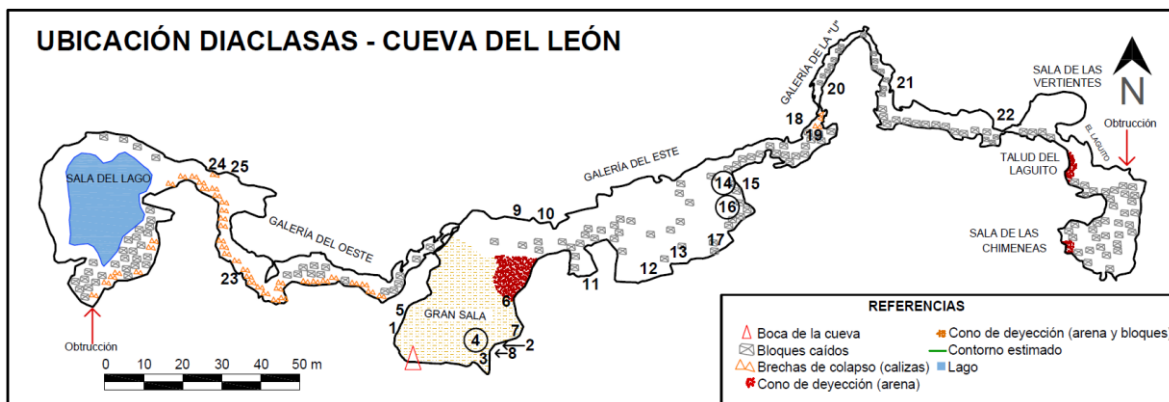 UBICACIÓN DIACLASAS - CUEVA DEL LEÓN
GALERÍA DE LA "U"
SALA DE LAS
VERTIENTES
N
Obtrucción
EL LAGUITO
TALUD DEL
LAGUITO
SALA DE LAS
CHIMENEAS
20
21
22
18
19
GALERÍA DEL ESTE
14
15
16
17
13
12
11
9
10
24
25
SALA DEL LAGO
GALERÍA DEL OESTE
23
Obtrucción
5
1
6
GRAN SALA
4
7
2
←8
3
0 10 20 30 40 50 m
REFERENCIAS
Boca de la cueva
Bloques caídos
Brechas de colapso (calizas)
Cono de deyección (arena)
Cono de deyección (arena y bloques)
Contorno estimado
Lago